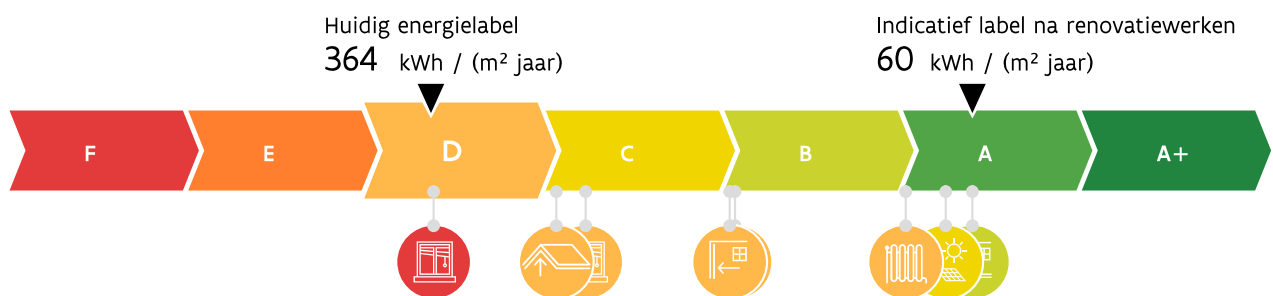 Huidig energielabel
364 kWh / (m² jaar)
Indicatief label na renovatiewerken
60 kWh / (m² jaar)
F
E
D
C
B
A
A+